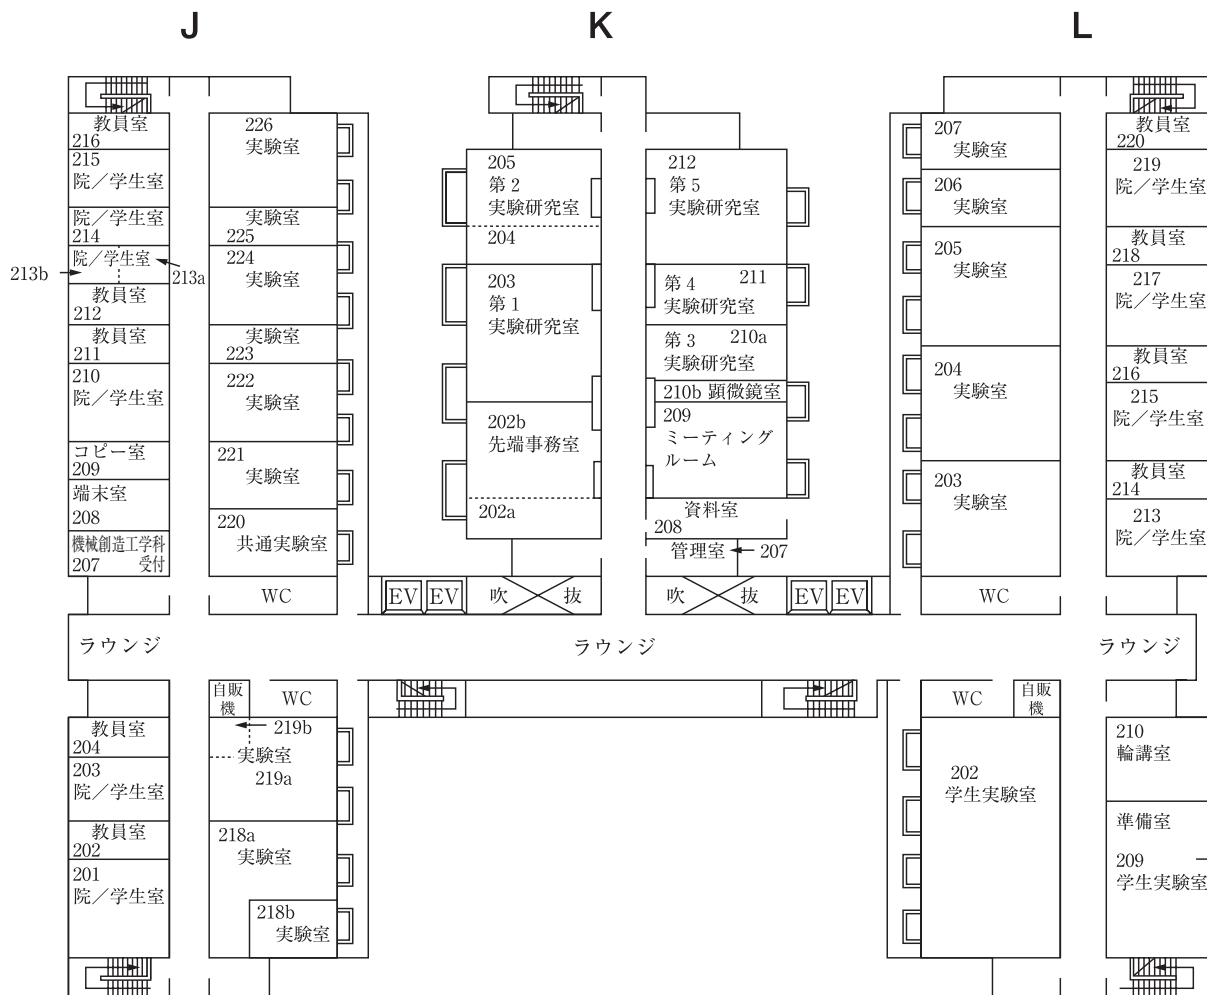 J
K
L
教員室
216
215
院／学生室
院／学生室
214
院／学生室
213b
213a
教員室
212
教員室
211
210
院／学生室
コピー室
209
端末室
208
機械創造工学科
207 受付
226
実験室
実験室
225
224
実験室
実験室
223
222
実験室
221
実験室
220
共通実験室
WC
205
第2
実験研究室
204
203
第1
実験研究室
202b
先端事務室
202a
212
第5
実験研究室
第4 211
実験研究室
第3 210a
実験研究室
210b 顕微鏡室
209
ミーティング
ルーム
資料室
208
管理室 207
EV EV 吹 抜
吹 抜 EV EV
207
実験室
206
実験室
205
実験室
204
実験室
203
実験室
WC
教員室
220
219
院／学生室
教員室
218
217
院／学生室
教員室
216
215
院／学生室
教員室
214
213
院／学生室
ラウンジ
ラウンジ
ラウンジ
教員室
204
203
院／学生室
教員室
202
201
院／学生室
自販
機
WC
219b
実験室
219a
218a
実験室
218b
実験室
WC
自販
機
202
学生実験室
210
輪講室
準備室
209
学生実験室